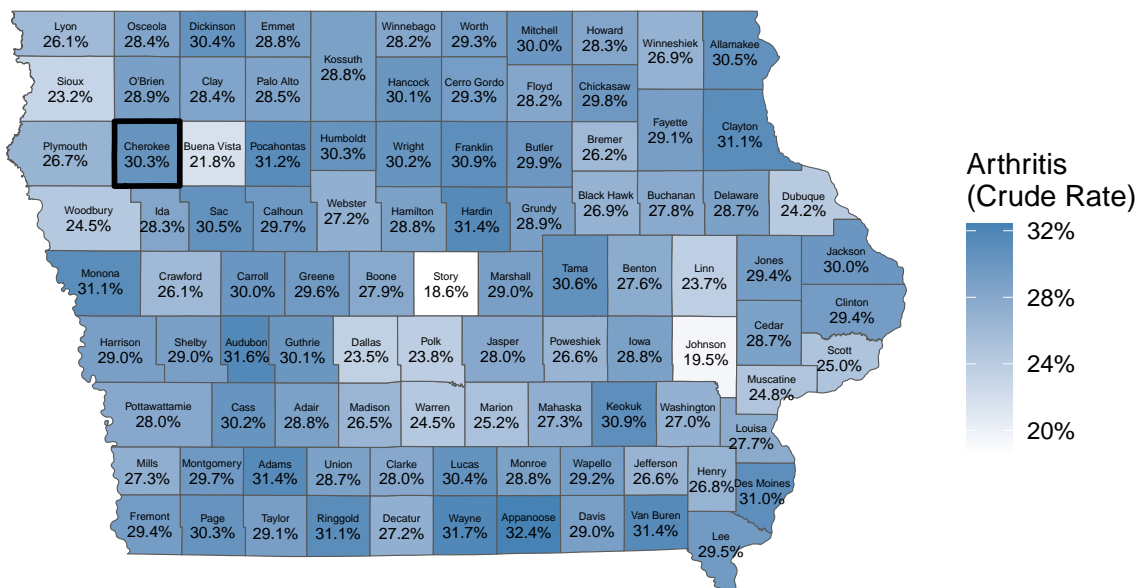 Lyon
26.1%
Osceola
28.4%
Dickinson
30.4%
Emmet
28.8%
Kossuth
28.8%
Winnebago
28.2%
Worth
29.3%
Mitchell
30.0%
Howard
28.3%
Winneshiek
26.9%
Allamakee
30.5%
Sioux
23.2%
O'Brien
28.9%
Clay
28.4%
Palo Alto
28.5%
Hancock
30.1%
Cerro Gordo
29.3%
Floyd
28.2%
Chickasaw
29.8%
Plymouth
26.7%
Cherokee
30.3%
Buena Vista
21.8%
Pocahontas
31.2%
Humboldt
30.3%
Wright
30.2%
Franklin
30.9%
Butler
29.9%
Bremer
26.2%
Fayette
29.1%
Clayton
31.1%
Woodbury
24.5%
Ida
28.3%
Sac
30.5%
Calhoun
29.7%
Webster
27.2%
Hamilton
28.8%
Hardin
31.4%
Grundy
28.9%
Black Hawk
26.9%
Buchanan
27.8%
Delaware
28.7%
Dubuque
24.2%
Monona
31.1%
Crawford
26.1%
Carroll
30.0%
Greene
29.6%
Boone
27.9%
Story
18.6%
Marshall
29.0%
Tama
30.6%
Benton
27.6%
Linn
23.7%
Jones
29.4%
Jackson
30.0%
Clinton
29.4%
Harrison
29.0%
Shelby
29.0%
Audubon
31.6%
Guthrie
30.1%
Dallas
23.5%
Polk
23.8%
Jasper
28.0%
Poweshiek
26.6%
Iowa
28.8%
Johnson
19.5%
Cedar
28.7%
Scott
25.0%
Muscatine
24.8%
Pottawattamie
28.0%
Cass
30.2%
Adair
28.8%
Madison
26.5%
Warren
24.5%
Marion
25.2%
Mahaska
27.3%
Keokuk
30.9%
Washington
27.0%
Louisa
27.7%
Mills
27.3%
Montgomery
29.7%
Adams
31.4%
Union
28.7%
Clarke
28.0%
Lucas
30.4%
Monroe
28.8%
Wapello
29.2%
Jefferson
26.6%
Henry
26.8%
Des Moines
31.0%
Fremont
29.4%
Page
30.3%
Taylor
29.1%
Ringgold
31.1%
Decatur
27.2%
Wayne
31.7%
Appanoose
32.4%
Davis
29.0%
Van Buren
31.4%
Lee
29.5%
Arthritis
(Crude Rate)
32%
28%
24%
20%